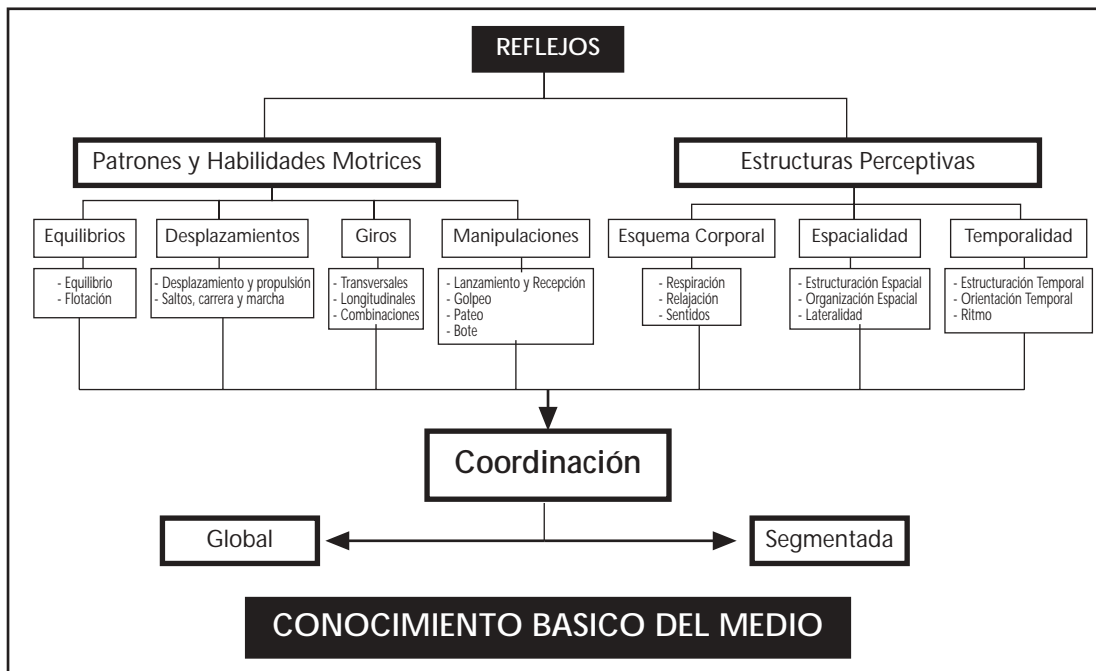 REFLEJOS
Patrones y Habilidades Motrices
Estructuras Perceptivas
Equilibrios
Desplazamientos
Giros
Manipulaciones
Esquema Corporal
Espacialidad
Temporalidad
- Equilibrio
- Flotación
- Desplazamiento y propulsión
- Saltos, carrera y marcha
- Transversales
- Longitudinales
- Combinaciones
- Lanzamiento y Recepción
- Golpeo
- Pateo
- Bote
- Respiración
- Relajación
- Sentidos
- Estructuración Espacial
- Organización Espacial
- Lateralidad
- Estructuración Temporal
- Orientación Temporal
- Ritmo
Coordinación
Global
Segmentada
CONOCIMIENTO BASICO DEL MEDIO